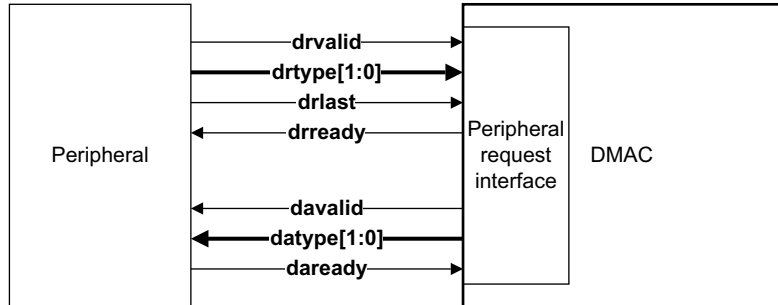 drvalid
drtype[1:0]
drlast
drready
Peripheral
Peripheral
request
interface
DMAC
davalid
datype[1:0]
daready